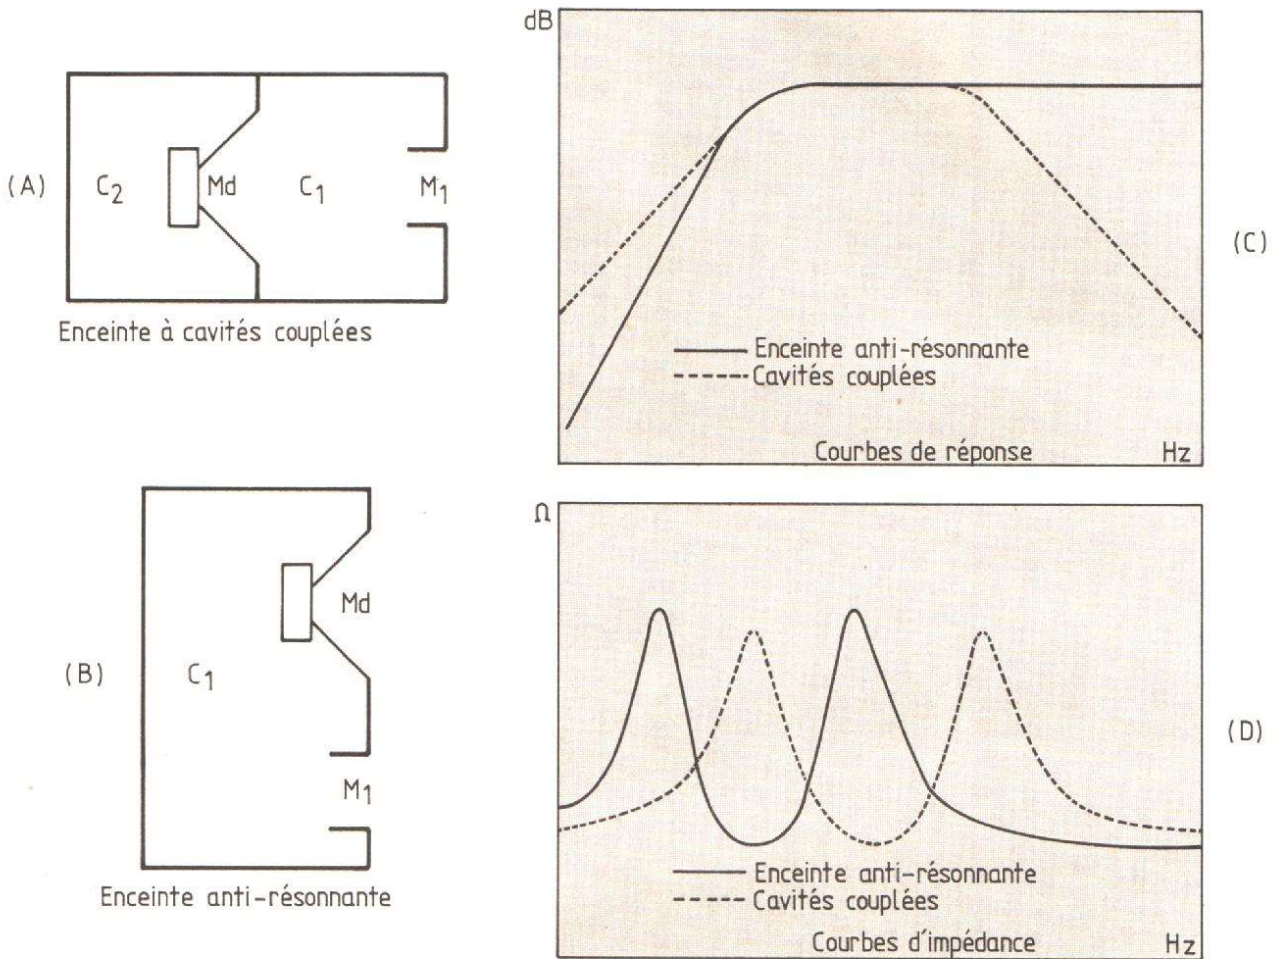 (A)
C2
Md
C1
M1
Enceinte à cavités couplées
(B)
C1
Md
M1
Enceinte anti-résonnante
dB
Enceinte anti-résonnante
Cavités couplées
Courbes de réponse
Hz
(C)
Ω
Enceinte anti-résonnante
Cavités couplées
Courbes d'impédance
Hz
(D)